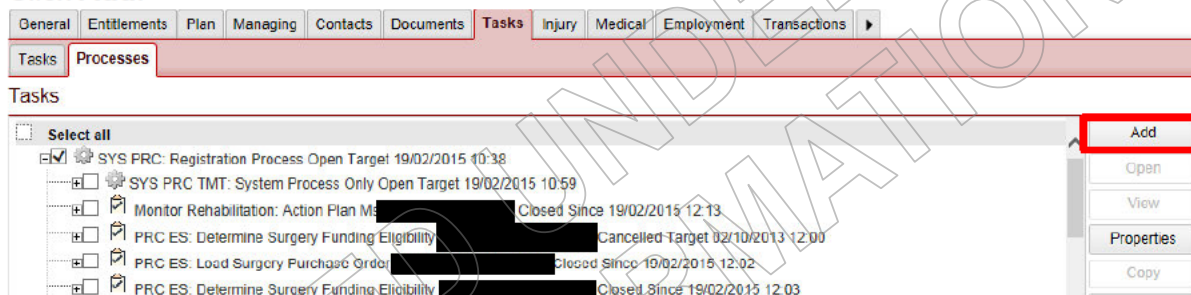 General Entitlements Plan Managing Contacts Documents Tasks Injury Medical Employment Transactions
Tasks Processes
Tasks
Select all
Add
SYS PRC: Registration Process Open Target 19/02/2015 10:38
Open
SYS PRC TMT: System Process Only Open Target 19/02/2015 10:59
View
Monitor Rehabilitation: Action Plan Ms Closed Since 19/02/2015 12:13
PRC ES: Determine Surgery Funding Eligibility Cancelled Target 02/10/2013 12:00
Properties
PRC ES: Load Surgery Purchase Order Closed Since 19/02/2015 12:02
Copy
PRC ES: Determine Surgery Funding Eligibility Closed Since 19/02/2015 12:03